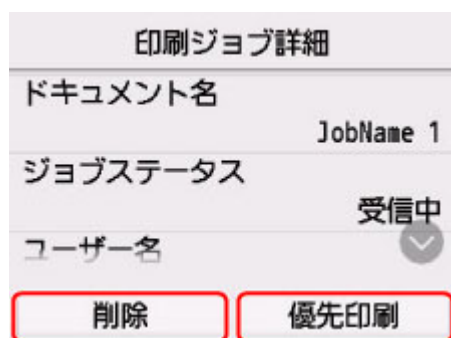 印刷ジョブ詳細
ドキュメント名
JobName 1
ジョブステータス
受信中
ユーザー名
削除
優先印刷